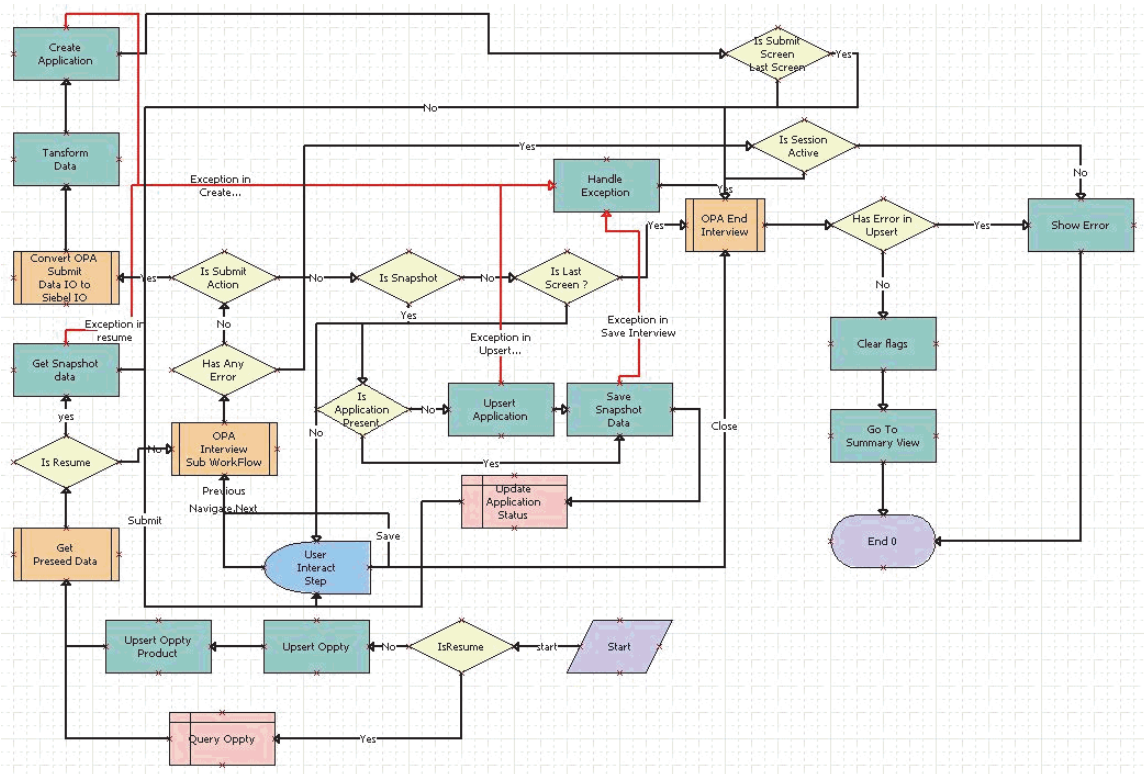 Create
Application
Is Submit
Screen
Last Screen
Yes
No
Tansform
Data
Yes
Is Session
Active
No
Exception in
Create...
Handle
Exception
Yes
OPA End
Interview
Has Error in
Upsert
Yes
Show Error
Convert OPA
Submit
Data IO to
Siebel IO
Yes
Is Submit
Action
No
Is Snapshot
No
Is Last
Screen ?
Yes
No
Exception in
resume
No
Yes
Exception in
Upsert...
Exception in
Save Interview
Get Snapshot
data
Has Any
Error
Clear flags
yes
Is
Application
Present
No
Upsert
Application
Save
Snapshot
Data
Close
Go To
Summary View
Is Resume
No
OPA
Interview
Sub WorkFlow
No
Yes
Previous
Navigate,Next
Update
Application
Status
Submit
Save
Get
Preseed Data
User
Interact
Step
End 0
Upsert Oppty
Product
Upsert Oppty
No
IsResume
start
Start
Query Oppty
Yes